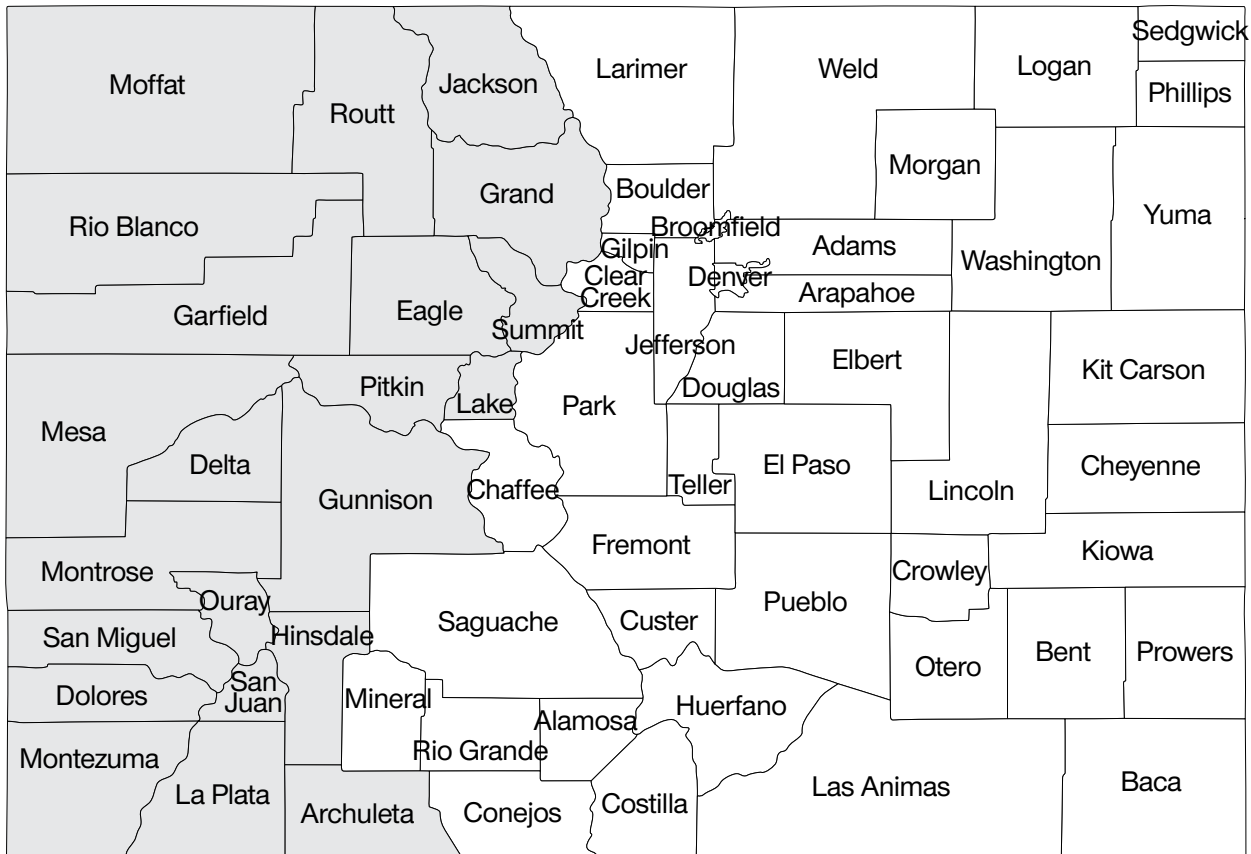 Sedgwick
Moffat
Jackson
Larimer
Weld
Logan
Phillips
Routt
Morgan
Grand
Boulder
Yuma
Rio Blanco
Broomfield
Gilpin
Adams
Washington
Clear
Creek
Denver
Arapahoe
Garfield
Eagle
Summit
Jefferson
Elbert
Kit Carson
Pitkin
Douglas
Lake
Park
Mesa
Delta
El Paso
Cheyenne
Gunnison
Chaffee
Teller
Lincoln
Fremont
Kiowa
Montrose
Crowley
Ouray
Pueblo
San Miguel
Hinsdale
Saguache
Custer
Otero
Bent
Prowers
Dolores
San
Juan
Mineral
Huerfano
Alamosa
Rio Grande
Montezuma
La Plata
Archuleta
Conejos
Costilla
Las Animas
Baca